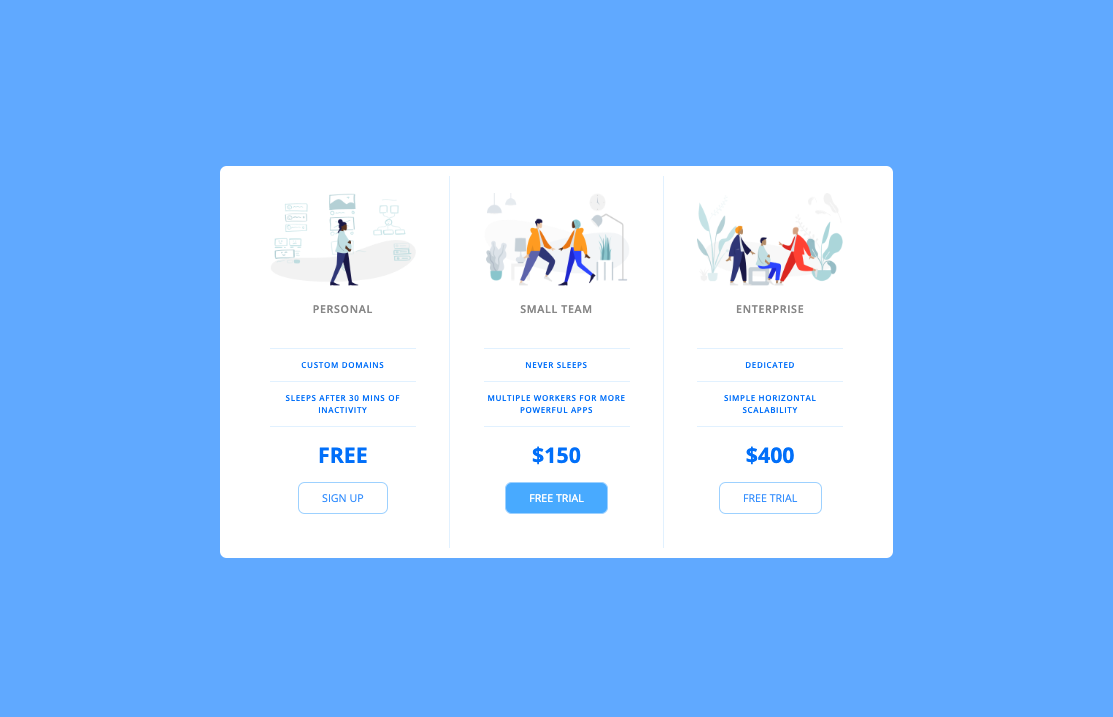 PERSONAL
CUSTOM DOMAINS
SLEEPS AFTER 30 MINS OF
INACTIVITY
FREE
SIGN UP
SMALL TEAM
NEVER SLEEPS
MULTIPLE WORKERS FOR MORE
POWERFUL APPS
$150
FREE TRIAL
ENTERPRISE
DEDICATED
SIMPLE HORIZONTAL
SCALABILITY
$400
FREE TRIAL